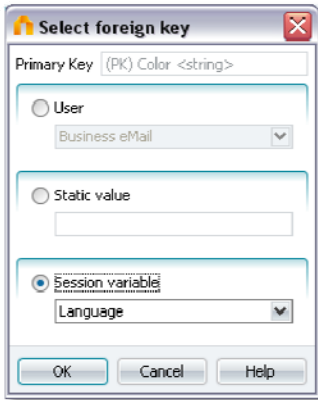 Select foreign key
Primary Key (PK) Color <string>
User
Business eMail
Static value
Session variable
Language
OK Cancel Help